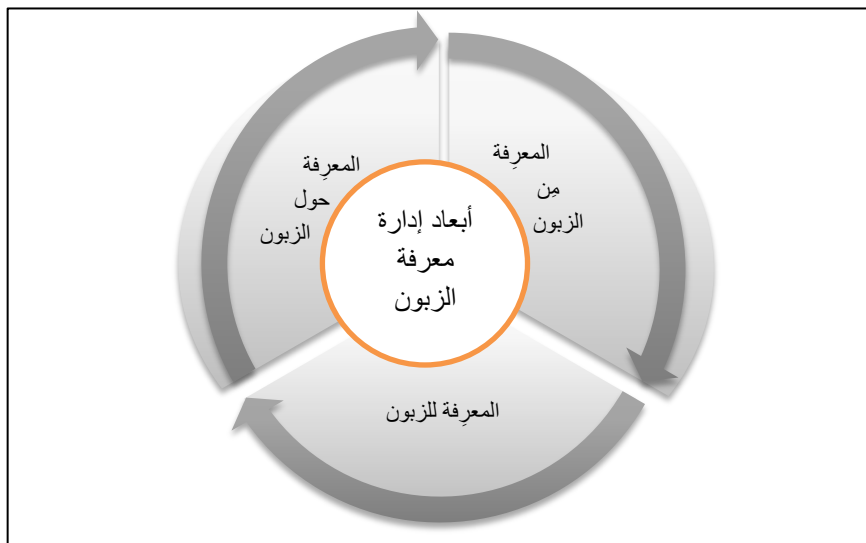 أبعاد إدارة
معرفة
الزبون
المعرِفة
مِن
الزبون
المعرِفة للزبون
المعرِفة
حول
الزبون